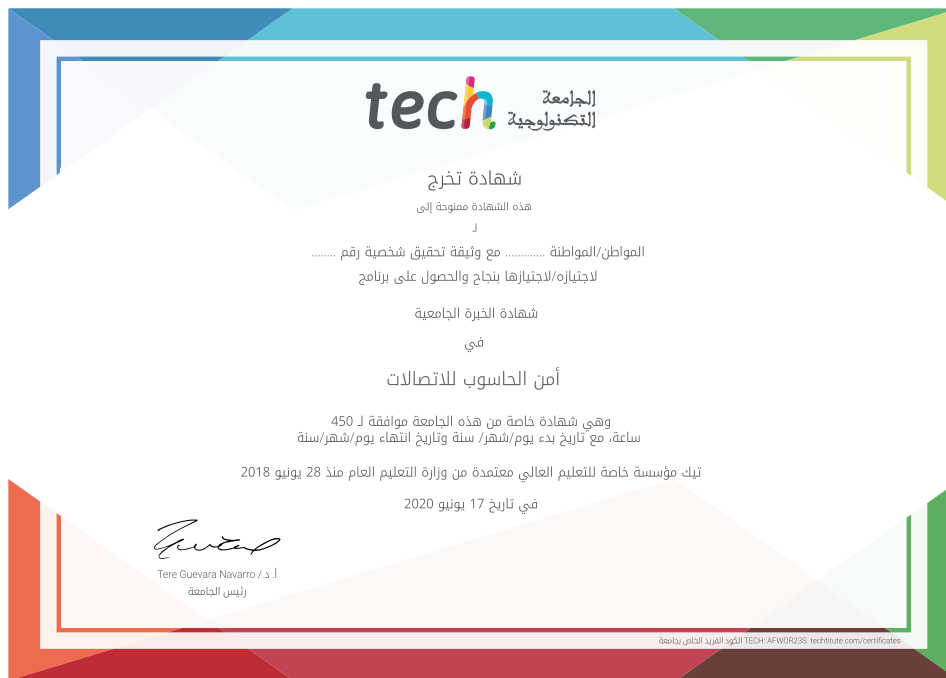 tech
الجامعة
التكنولوجية
شهادة تخرج
هذه الشهادة ممنوحة إلى
لـ
المواطن/المواطنة ............ مع وثيقة تحقيق شخصية رقم ........
لاجتيازه/لاجتيازها بنجاح والحصول على برنامج
شهادة الخبرة الجامعية
في
أمن الحاسوب للاتصالات
وهي شهادة خاصة من هذه الجامعة موافقة لـ 450
ساعة، مع تاريخ بدء يوم/شهر/ سنة وتاريخ انتهاء يوم/شهر/سنة
تيك مؤسسة خاصة للتعليم العالي معتمدة من وزارة التعليم العام منذ 28 يونيو 2018
في تاريخ 17 يونيو 2020
أ. د./ Tere Guevara Navarro
رئيس الجامعة
الكود الفريد الخاص بجامعة TECH: AFWOR23S techtitute.com/certificates